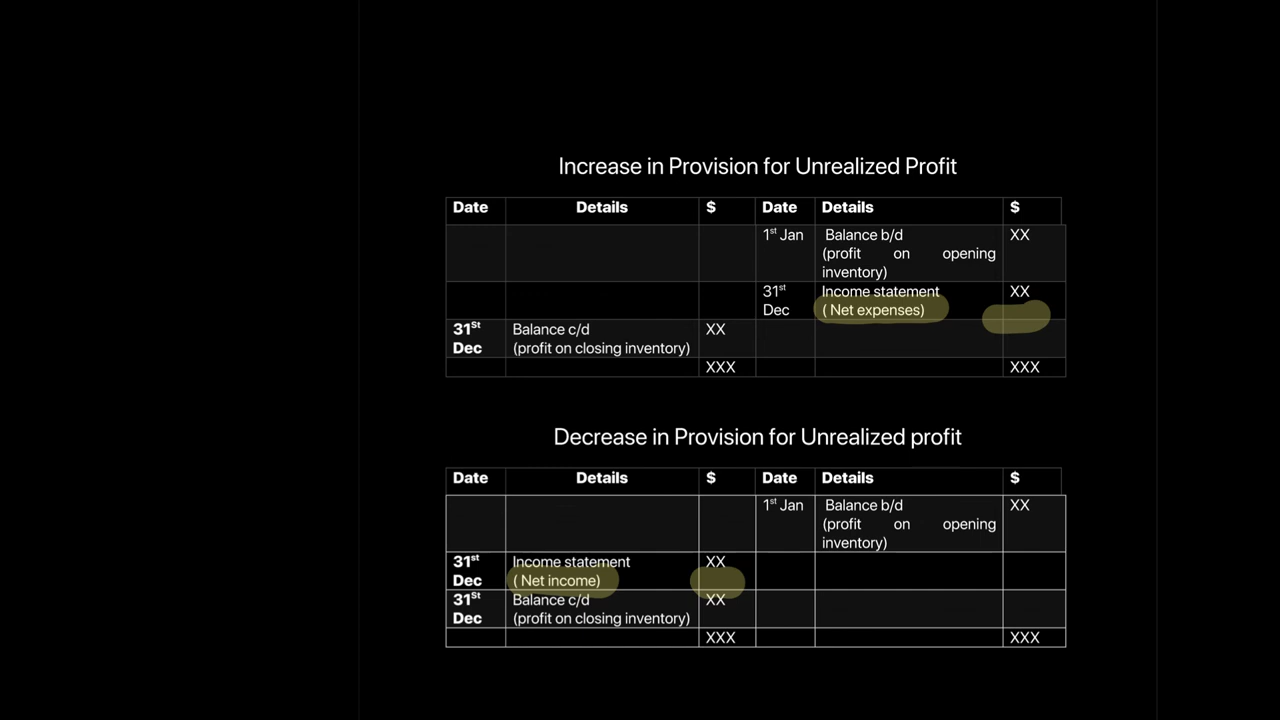 Increase in Provision for Unrealized Profit
Date Details $ Date Details $
1st Jan Balance b/d XX
(profit on opening
inventory)
31st Income statement XX
Dec ( Net expenses)
31St Balance c/d XX
Dec (profit on closing inventory)
XXX XXX
Decrease in Provision for Unrealized profit
Date Details $ Date Details $
1st Jan Balance b/d XX
(profit on opening
inventory)
31st Income statement XX
Dec ( Net income)
31St Balance c/d XX
Dec (profit on closing inventory)
XXX XXX